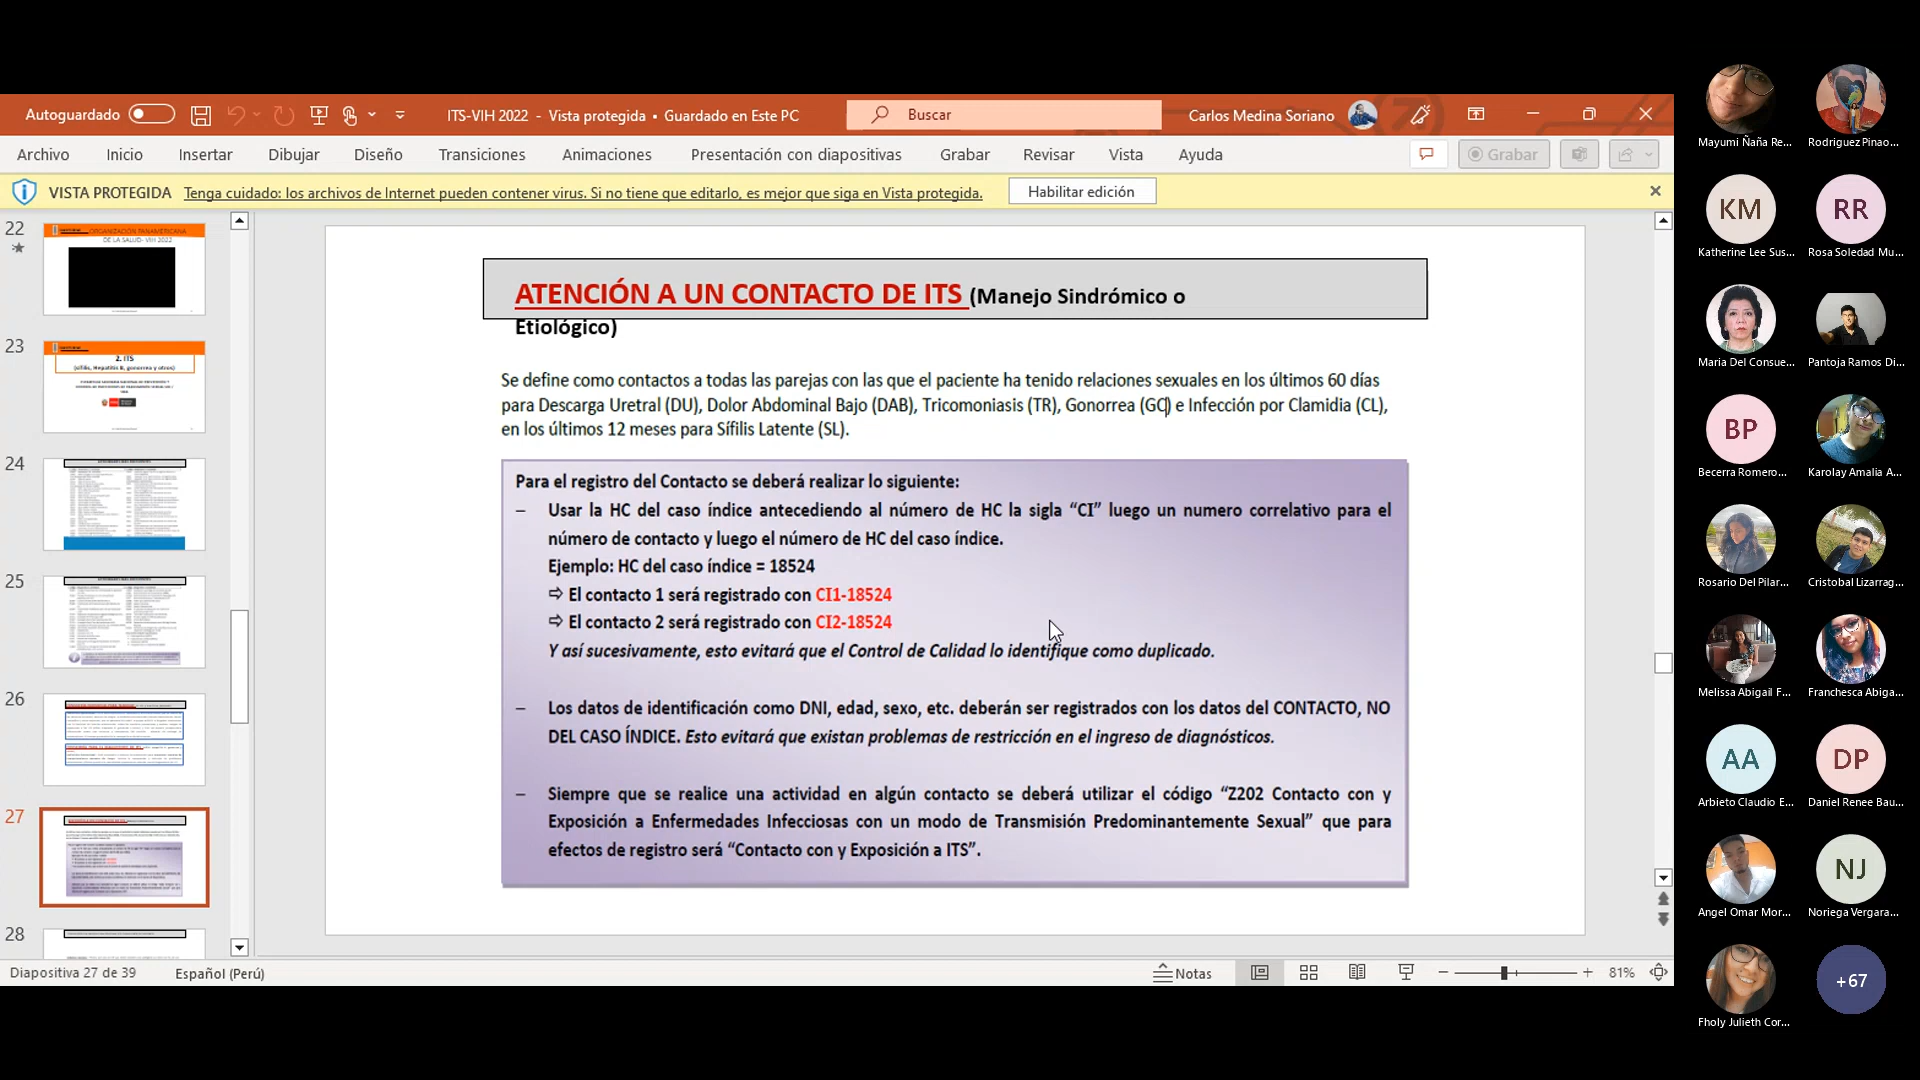 Autoguardado
ITS-VIH 2022 - Vista protegida • Guardado en Este PC
Buscar
Carlos Medina Soriano
Archivo Inicio Insertar Dibujar Diseño Transiciones Animaciones Presentación con diapositivas Grabar Revisar Vista Ayuda Grabar
VISTA PROTEGIDA Tenga cuidado: los archivos de Internet pueden contener virus. Si no tiene que editarlo, es mejor que siga en Vista protegida. Habilitar edición
22
ORGANIZACIÓN PANAMERICANA
DE LA SALUD- VIH 2022
23
2. ITS
(sífilis, Hepatitis B, gonorrea y otros)
24
25
26
27
28
ATENCIÓN A UN CONTACTO DE ITS (Manejo Sindrómico o
Etiológico)
Se define como contactos a todas las parejas con las que el paciente ha tenido relaciones sexuales en los últimos 60 días
para Descarga Uretral (DU), Dolor Abdominal Bajo (DAB), Tricomoniasis (TR), Gonorrea (GC) e Infección por Clamidia (CL),
en los últimos 12 meses para Sífilis Latente (SL).
Para el registro del Contacto se deberá realizar lo siguiente:
– Usar la HC del caso índice antecediendo al número de HC la sigla “CI” luego un numero correlativo para el
número de contacto y luego el número de HC del caso índice.
Ejemplo: HC del caso índice = 18524
⇨ El contacto 1 será registrado con CI1-18524
⇨ El contacto 2 será registrado con CI2-18524
Y así sucesivamente, esto evitará que el Control de Calidad lo identifique como duplicado.
– Los datos de identificación como DNI, edad, sexo, etc. deberán ser registrados con los datos del CONTACTO, NO
DEL CASO ÍNDICE. Esto evitará que existan problemas de restricción en el ingreso de diagnósticos.
– Siempre que se realice una actividad en algún contacto se deberá utilizar el código “Z202 Contacto con y
Exposición a Enfermedades Infecciosas con un modo de Transmisión Predominantemente Sexual” que para
efectos de registro será “Contacto con y Exposición a ITS”.
Diapositiva 27 de 39 Español (Perú) Notas 81%
Mayumi Ñaña Re... Rodriguez Pinao...
KM RR
Katherine Lee Sus... Rosa Soledad Mu...
Maria Del Consue... Pantoja Ramos Di...
BP
Becerra Romero... Karolay Amalia A...
Rosario Del Pilar... Cristobal Lizarrag...
Melissa Abigail F... Franchesca Abiga...
AA DP
Arbieto Claudio E... Daniel Renee Bau...
NJ
Angel Omar Mor... Noriega Vergara...
+67
Fholy Julieth Cor...